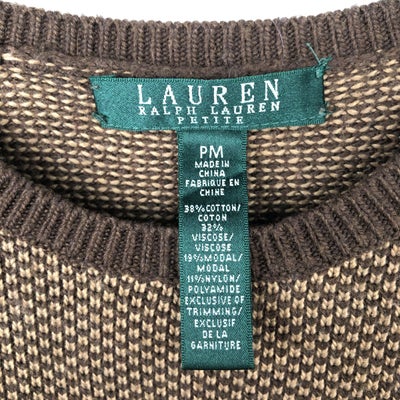 LAUREN
RALPH LAUREN
PETITE
PM
MADE IN
CHINA
FABRIQUE EN
CHINE
38% COTTON/
COTON
32%
VISCOSE/
VISCOSE
19% MODAL/
MODAL
11% NYLON/
POLYAMIDE
EXCLUSIVE OF
TRIMMING/
EXCLUSIF
DE LA
GARNITURE